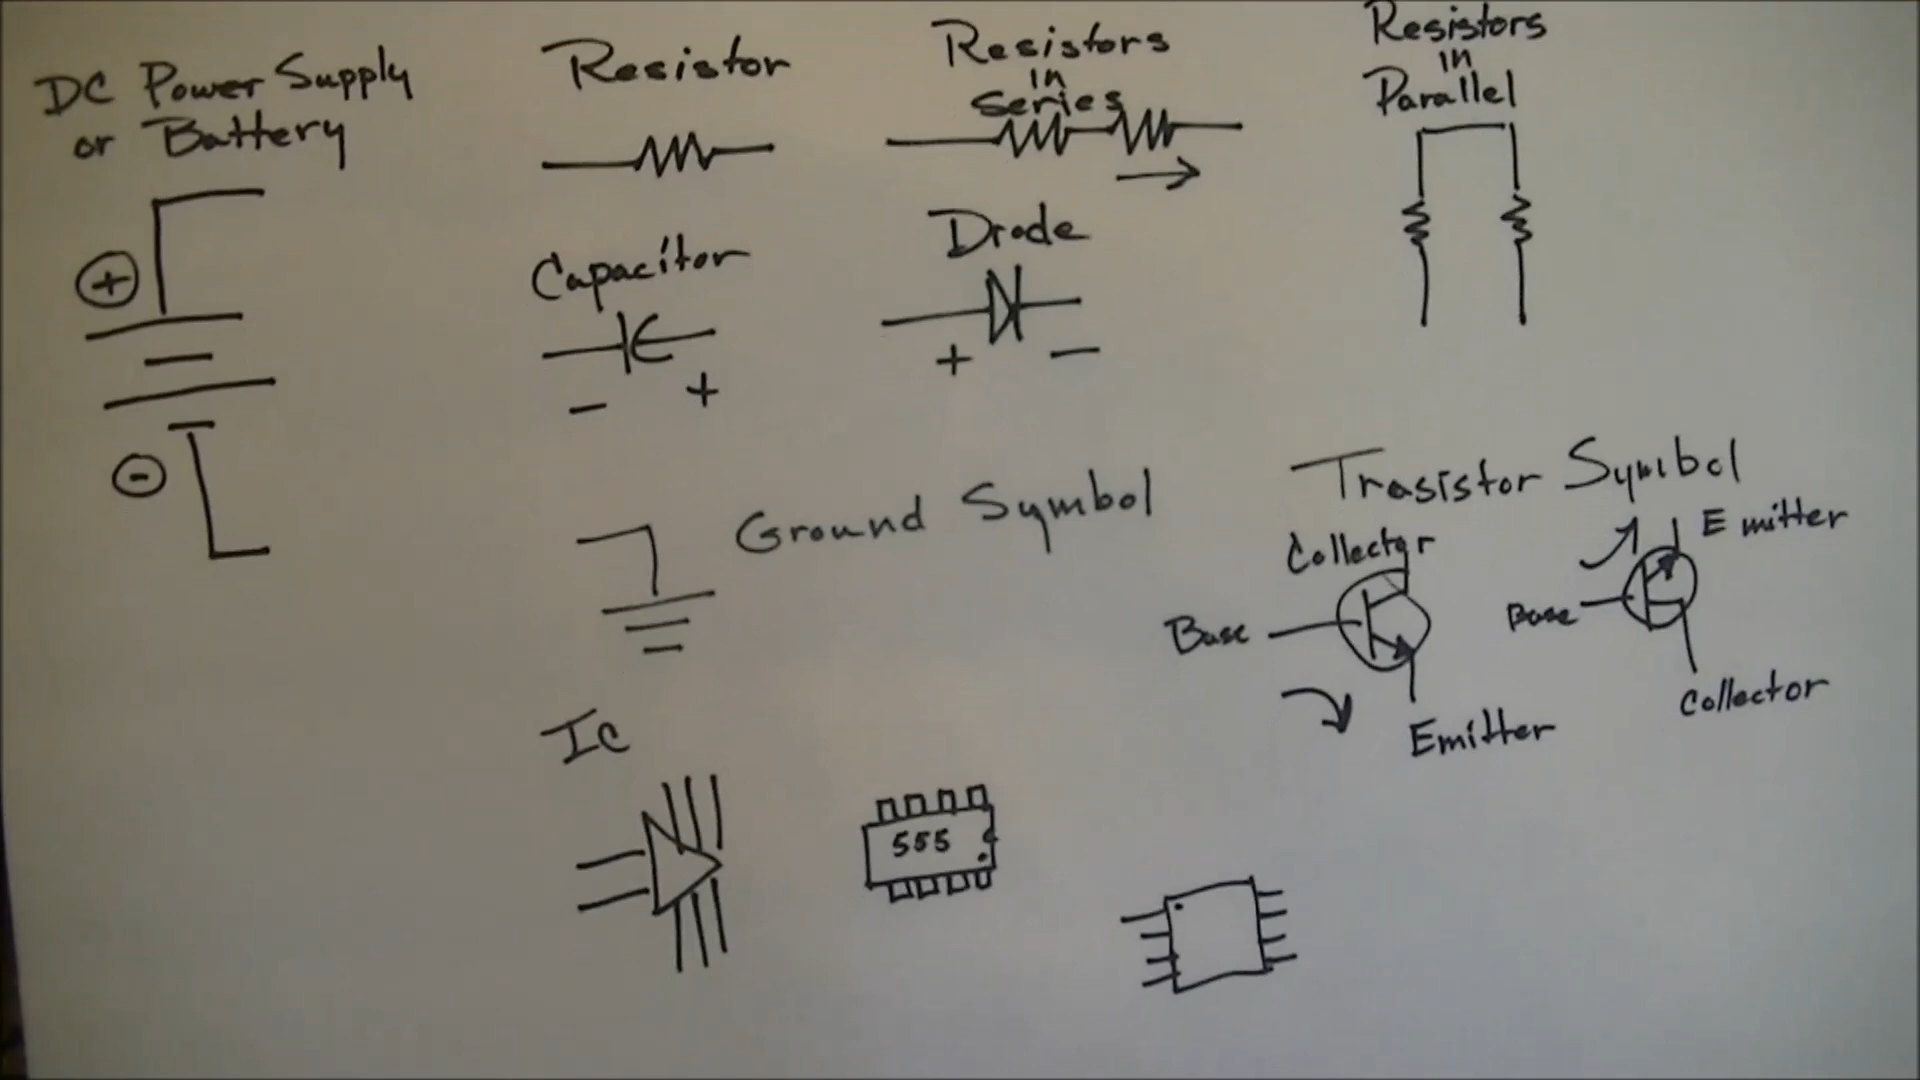 DC Power Supply
or Battery
+
-
Resistor
Resistors
in
Series
Resistors
in
Parallel
Capacitor
- +
Diode
+ -
Ground Symbol
Trasistor Symbol
Collector
Base
Emitter
Emitter
Base
Collector
Ic
555